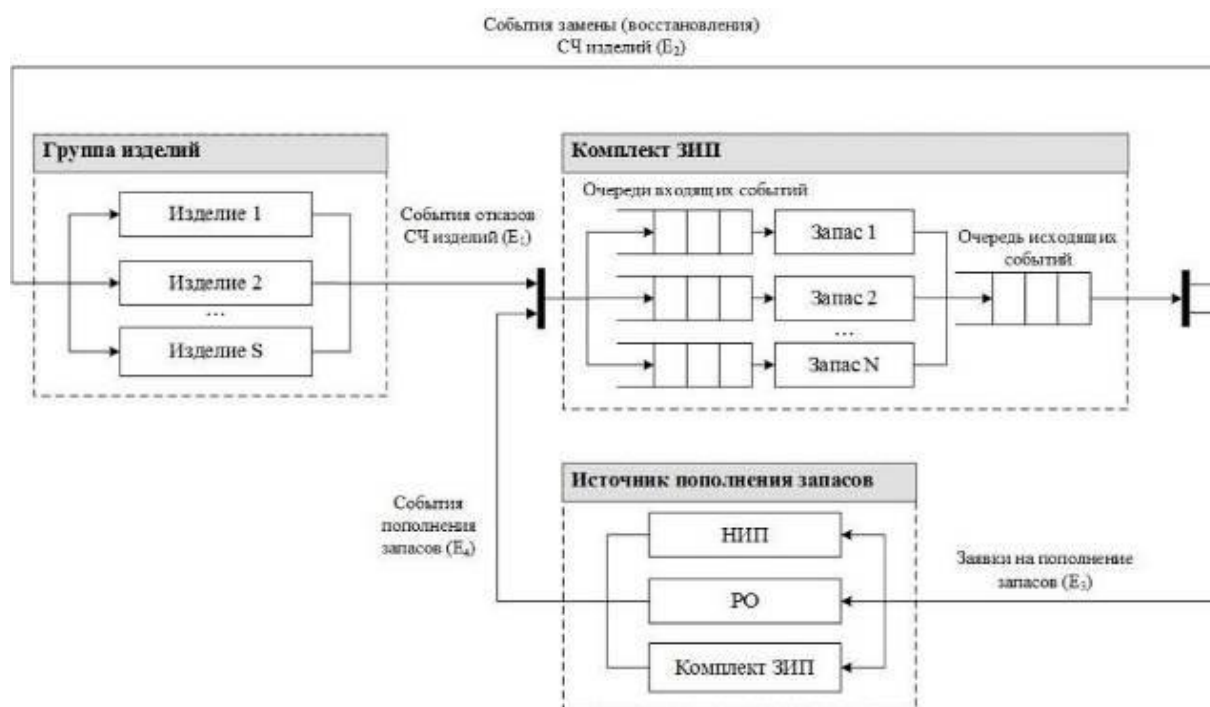 События замены (восстановления)
СЧ изделий (E₂)
Группа изделий
Изделие 1
Изделие 2
...
Изделие S
События отказов
СЧ изделий (E₁)
Комплект ЗИП
Очереди входящих событий
Запас 1
Запас 2
...
Запас N
Очередь исходящих
событий
События
пополнения
запасов (E₄)
Источник пополнения запасов
НИП
РО
Комплект ЗИП
Заявки на пополнение
запасов (E₃)